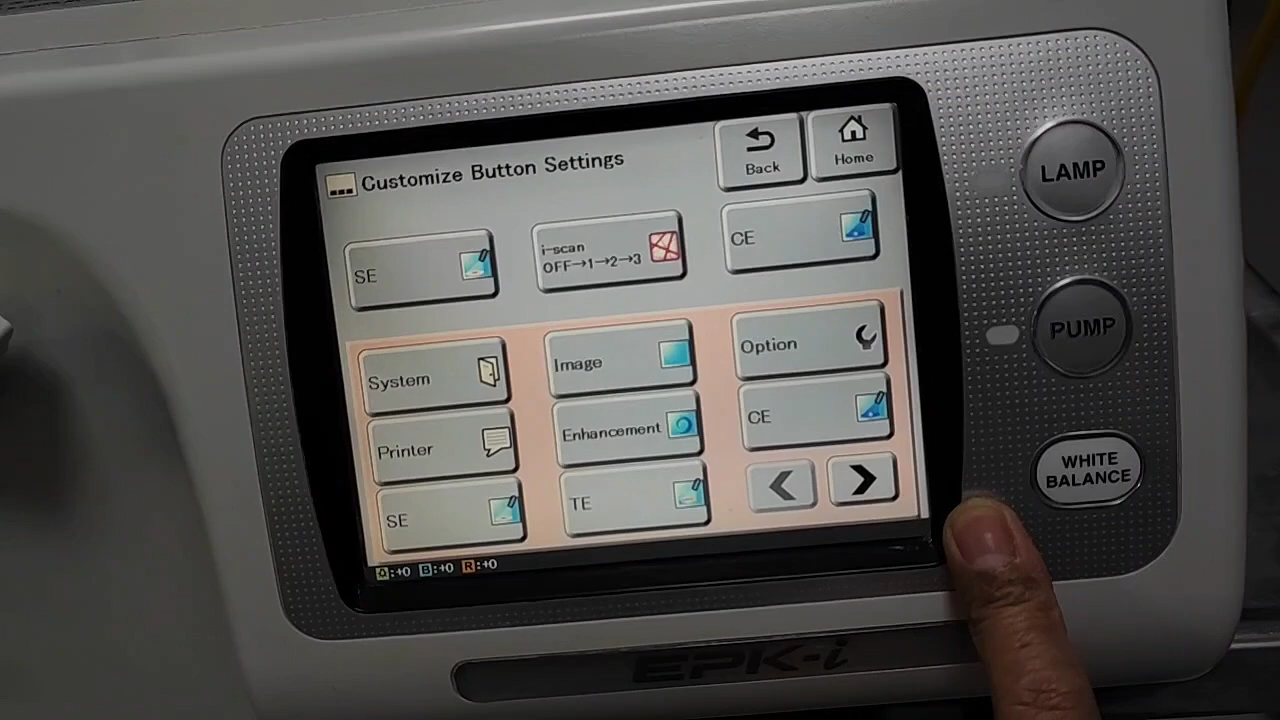 Customize Button Settings
Back
Home
SE
i-scan
OFF→1→2→3
CE
System
Image
Option
Printer
Enhancement
CE
SE
TE
:+0 B:+0 R:+0
LAMP
PUMP
WHITE
BALANCE
EPK-i